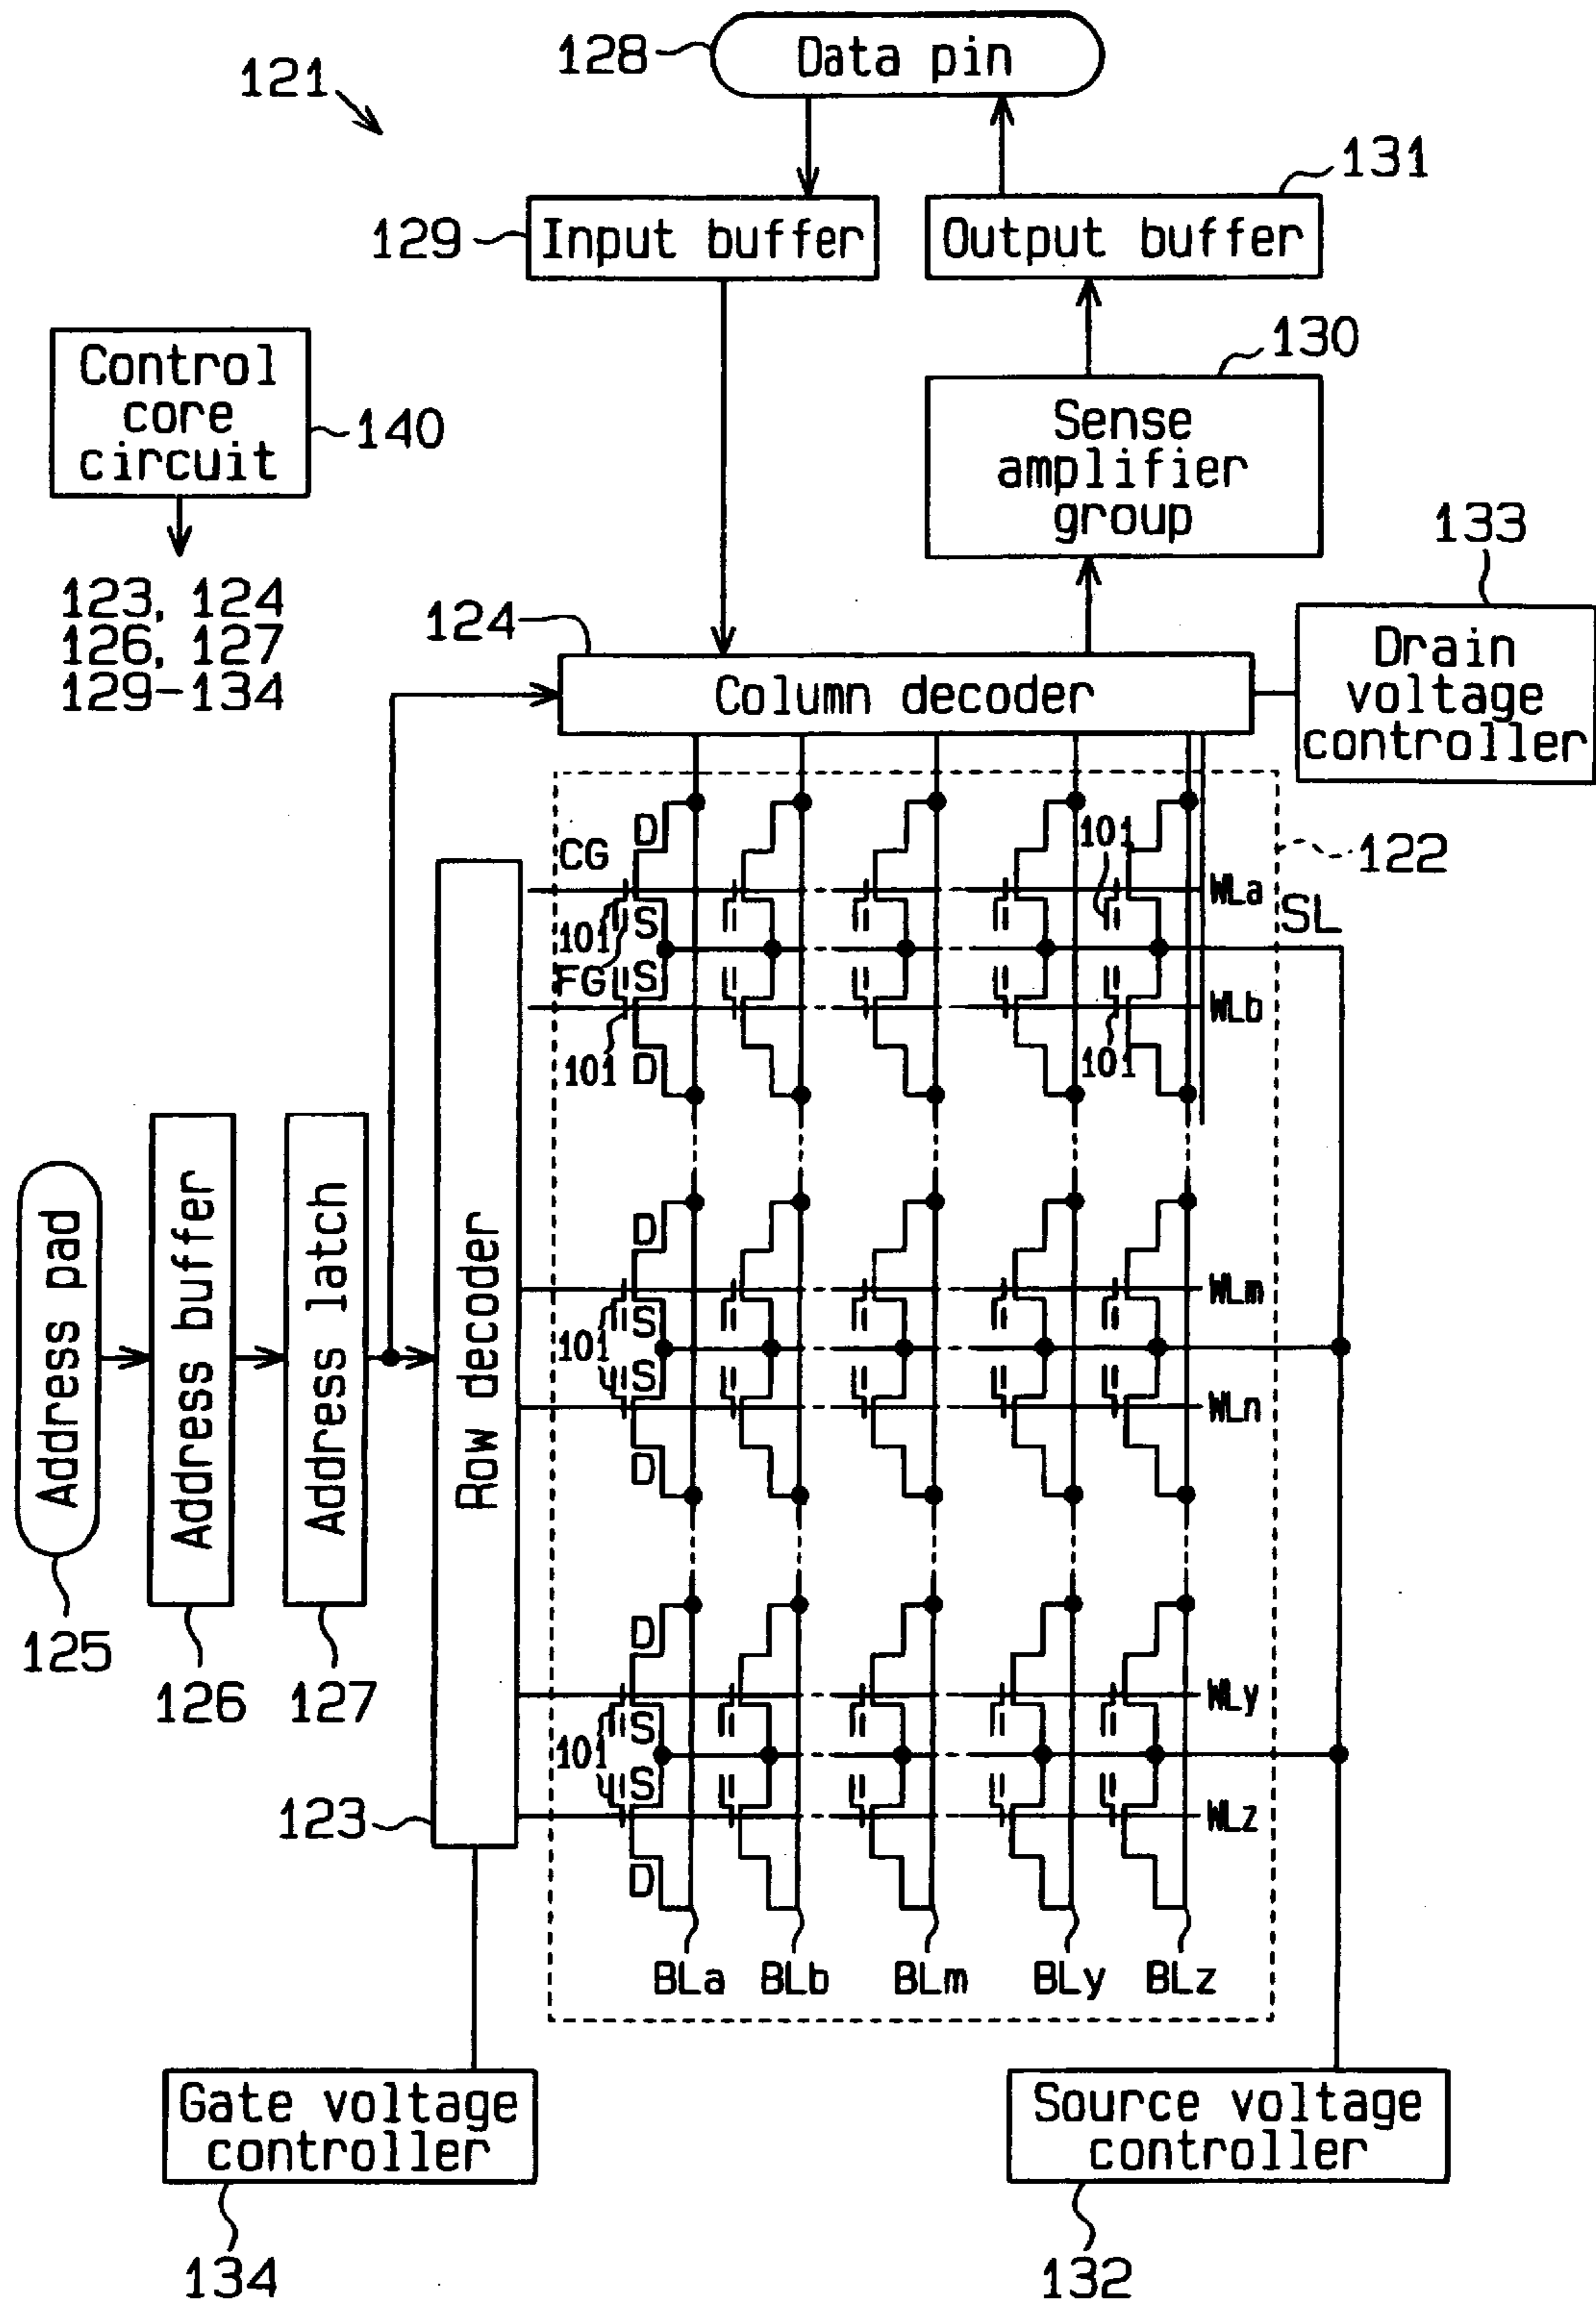 128
Data pin
121
131
129
Input buffer
Output buffer
130
Control
core
circuit
140
Sense
amplifier
group
133
123, 124
126, 127
129-134
124
Column decoder
Drain
voltage
controller
D
CG
101
122
WLa
S
SL
101
FG
S
WLb
101
D
101
Address pad
Address buffer
Address latch
Row decoder
D
WLm
S
101
S
WLn
D
125
126
127
D
WLy
S
101
S
123
WLz
D
BLa
BLb
BLm
BLy
BLz
Gate voltage
controller
Source voltage
controller
134
132